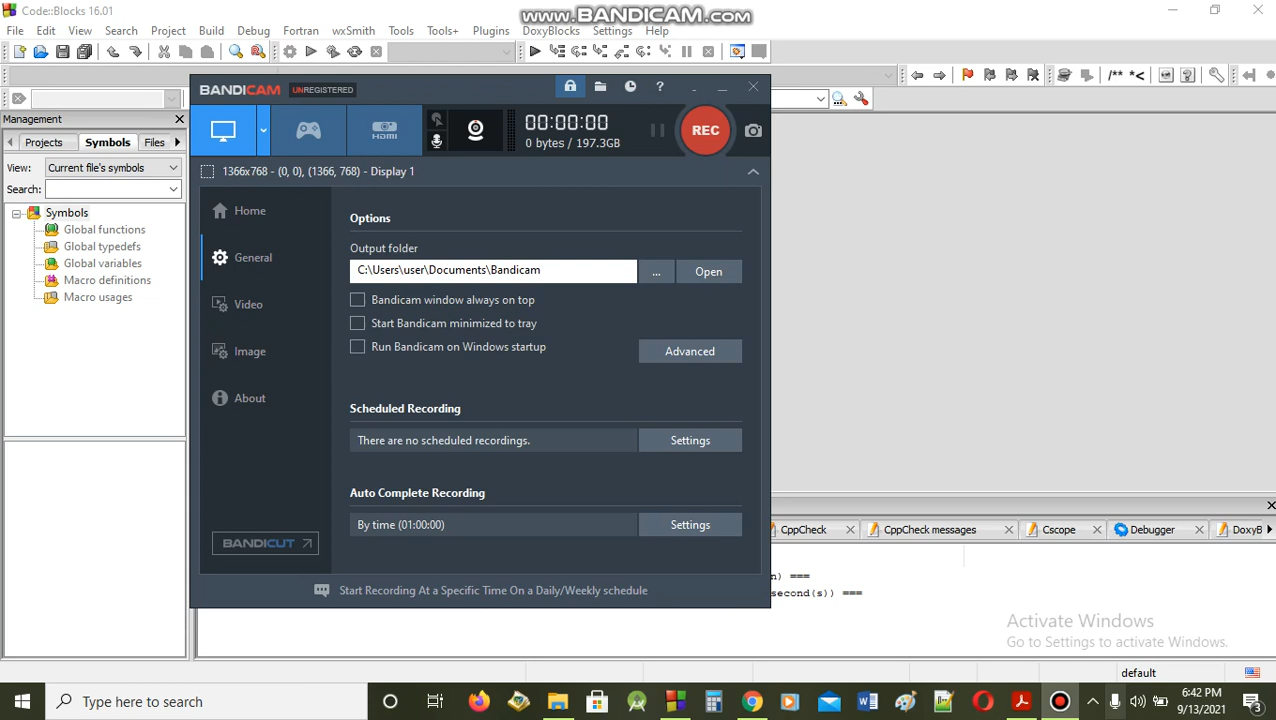 Code::Blocks 16.01
www.BANDICAM.com
File Edit View Search Project Build Debug Fortran wxSmith Tools Tools+ Plugins DoxyBlocks Settings Help
/** *<
BANDICAM UNREGISTERED
?
Management
Projects Symbols Files
View: Current file's symbols
Search:
Symbols
Global functions
Global typedefs
Global variables
Macro definitions
Macro usages
HDMI
00:00:00
0 bytes / 197.3GB
REC
1366x768 - (0, 0), (1366, 768) - Display 1
Home
General
Video
Image
About
BANDICUT
Options
Output folder
C:\Users\user\Documents\Bandicam
... Open
Bandicam window always on top
Start Bandicam minimized to tray
Run Bandicam on Windows startup
Advanced
Scheduled Recording
There are no scheduled recordings. Settings
Auto Complete Recording
By time (01:00:00) Settings
Start Recording At a Specific Time On a Daily/Weekly schedule
CppCheck CppCheck messages Cscope Debugger DoxyB
n) ===
second(s)) ===
Activate Windows
Go to Settings to activate Windows.
default
Type here to search
6:42 PM
9/13/2021
3